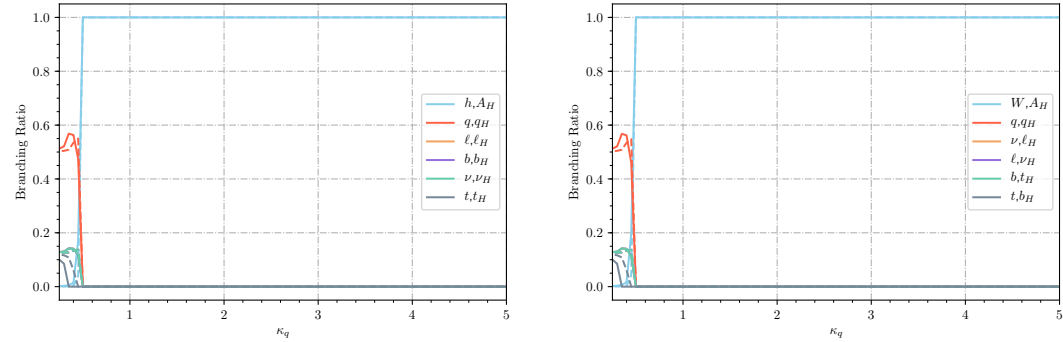 1.0
0.8
0.6
0.4
0.2
0.0
Branching Ratio
h,A_H
q,q_H
ℓ,ℓ_H
b,b_H
ν,ν_H
t,t_H
1 2 3 4 5
κ_q
1.0
0.8
0.6
0.4
0.2
0.0
Branching Ratio
W,A_H
q,q_H
ν,ℓ_H
ℓ,ν_H
b,t_H
t,b_H
1 2 3 4 5
κ_q